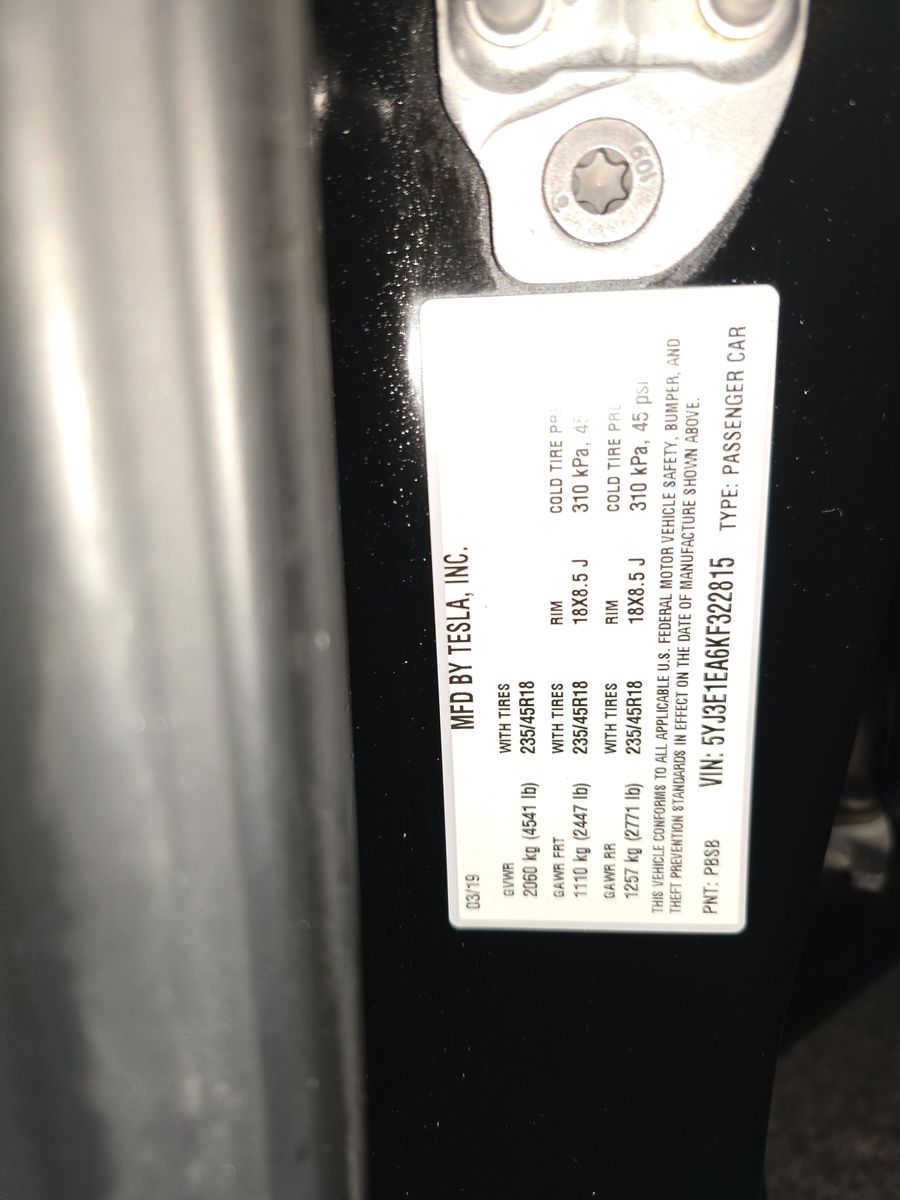 109
03/19
MFD BY TESLA, INC.
GVWR WITH TIRES
2060 kg (4541 lb) 235/45R18
GAWR FRT WITH TIRES RIM COLD TIRE
1110 kg (2447 lb) 235/45R18 18X8.5 J 310 kPa,
GAWR RR WITH TIRES RIM COLD TIRE
1257 kg (2771 lb) 235/45R18 18X8.5 J 310 kPa, 45 psi
THIS VEHICLE CONFORMS TO ALL APPLICABLE U.S. FEDERAL MOTOR VEHICLE SAFETY, BUMPER, AND
THEFT PREVENTION STANDARDS IN EFFECT ON THE DATE OF MANUFACTURE SHOWN ABOVE.
PNT: PBSB VIN: 5YJ3E1EA6KF322815 TYPE: PASSENGER CAR